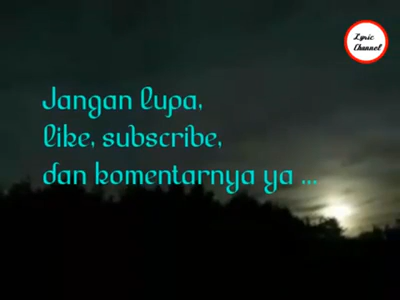 Lyric
Channel
Jangan lupa,
like, subscribe,
dan komentarnya ya ...